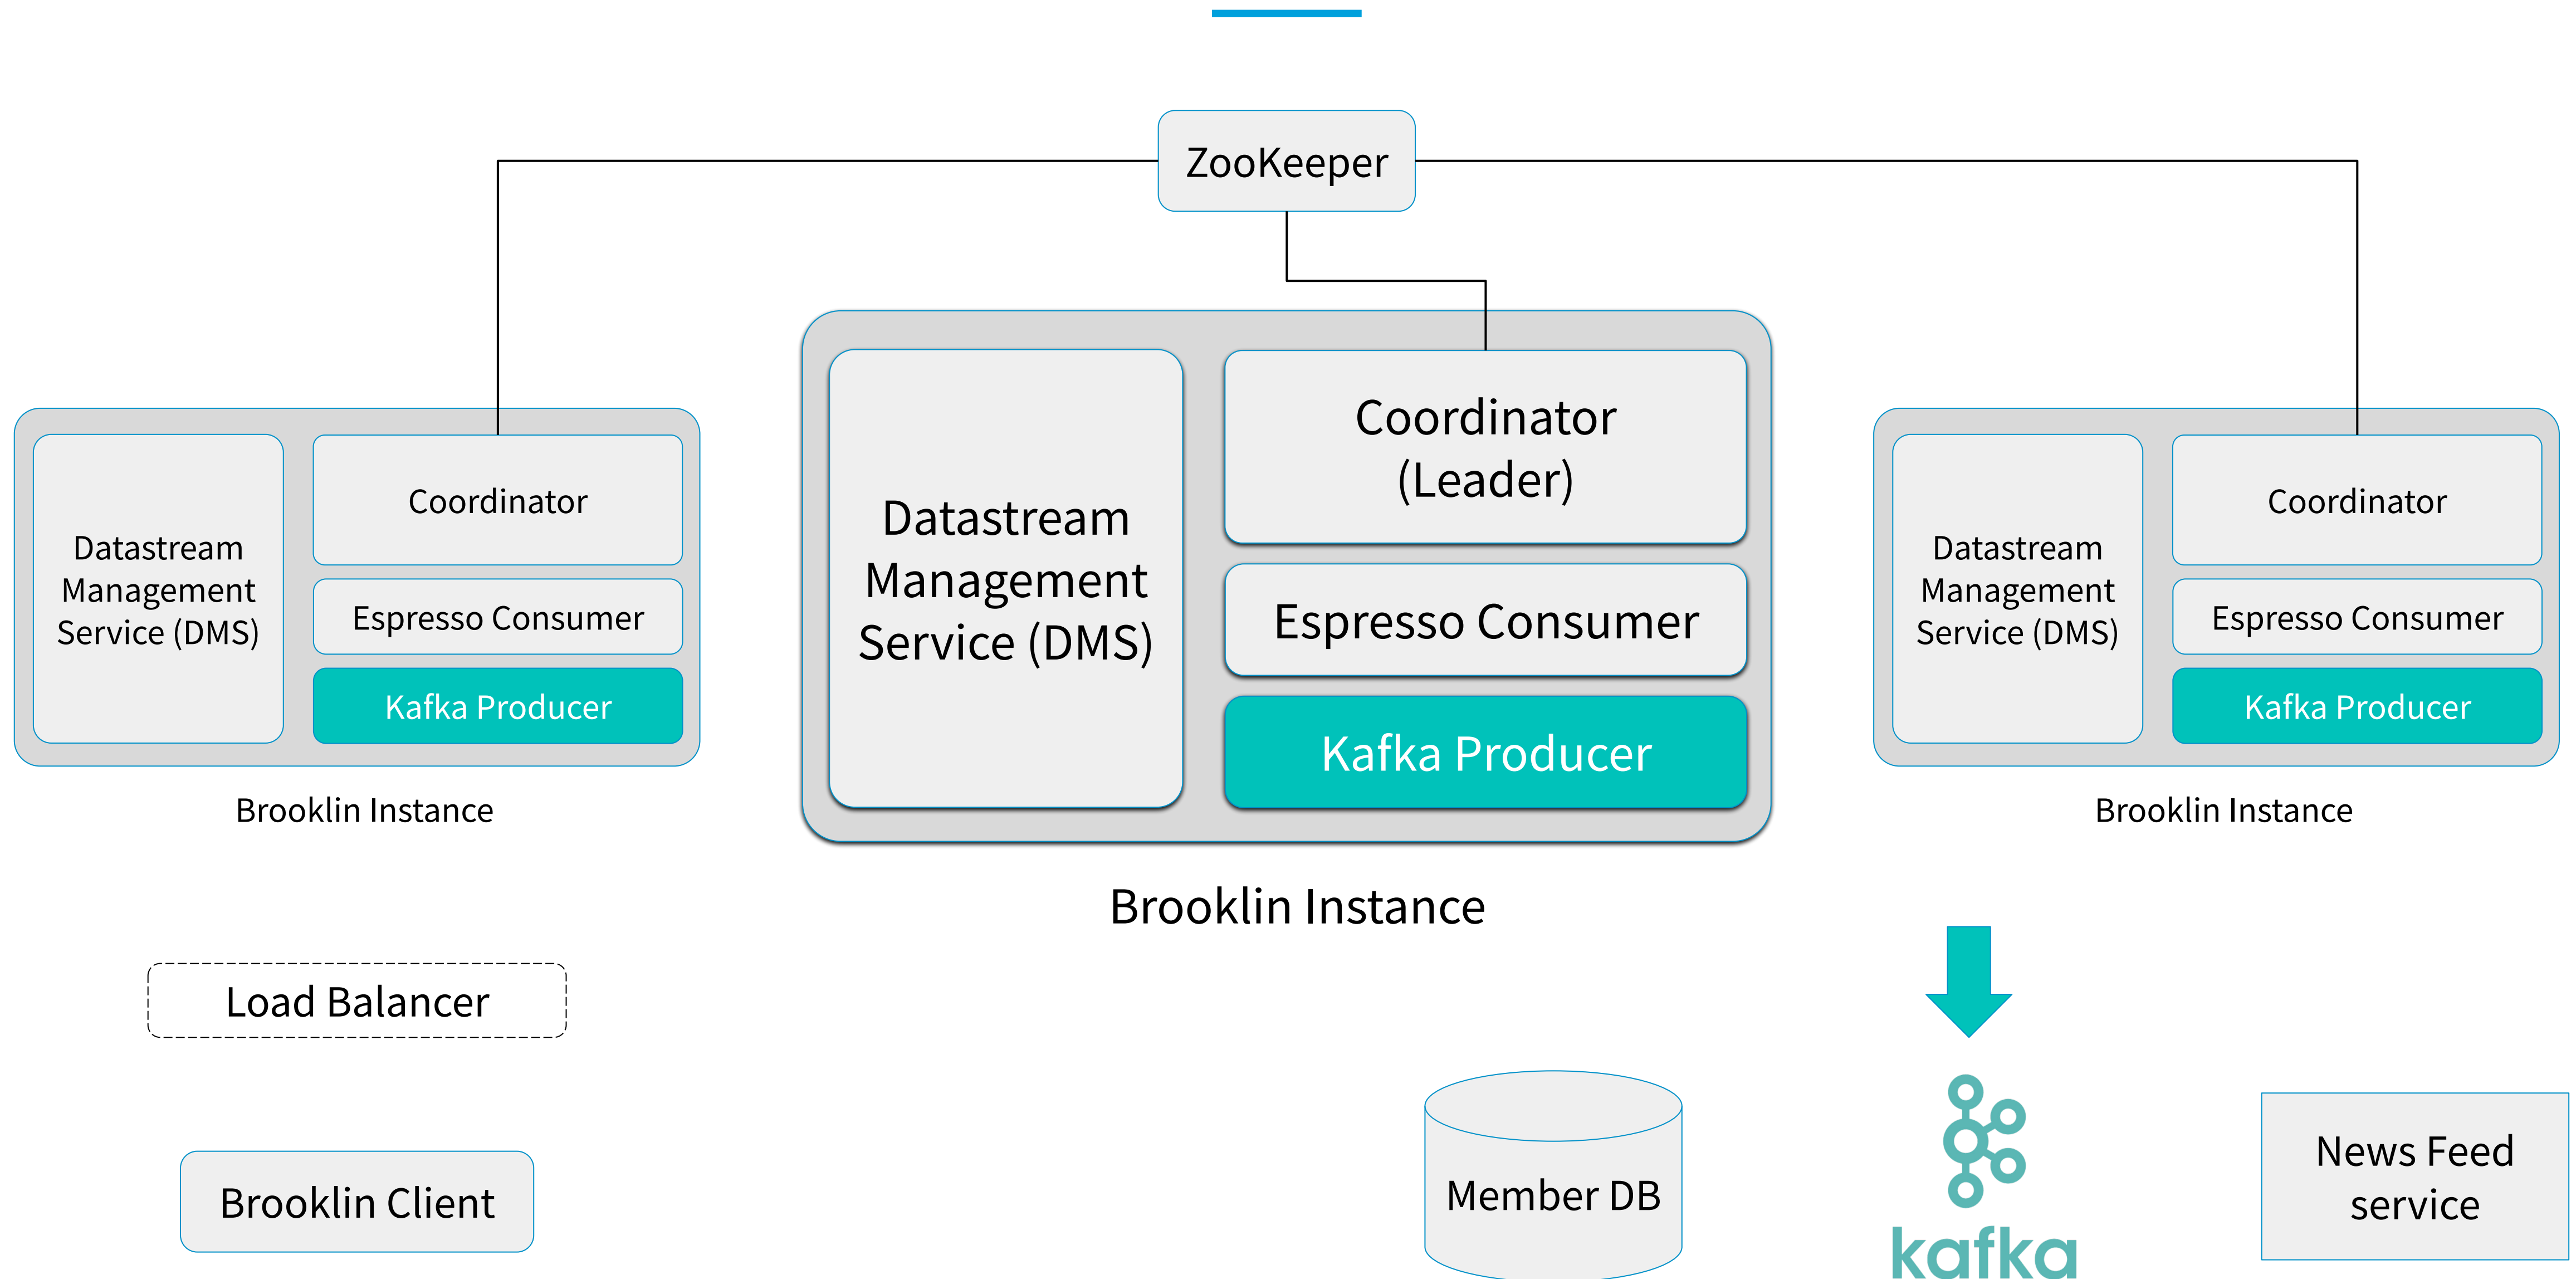 ZooKeeper
Datastream
Management
Service (DMS)
Coordinator
Espresso Consumer
Kafka Producer
Brooklin Instance
Datastream
Management
Service (DMS)
Coordinator
(Leader)
Espresso Consumer
Kafka Producer
Brooklin Instance
Datastream
Management
Service (DMS)
Coordinator
Espresso Consumer
Kafka Producer
Brooklin Instance
Load Balancer
Brooklin Client
Member DB
kafka
News Feed
service